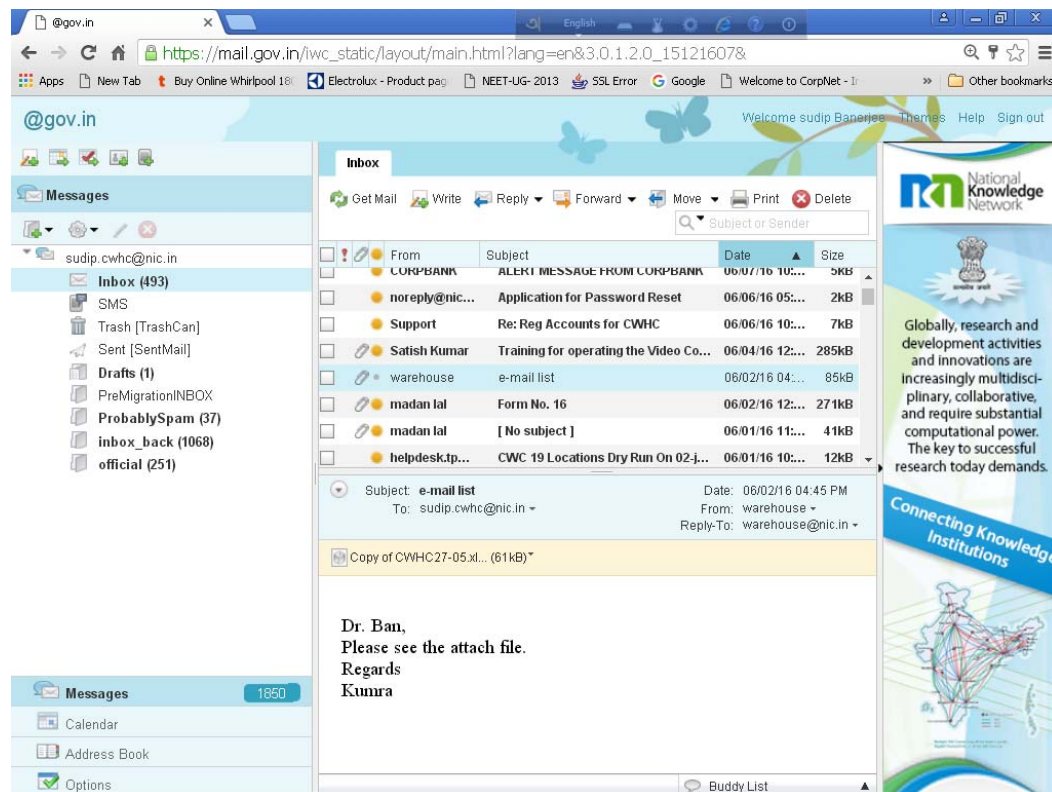 @gov.in
English
https://mail.gov.in/iwc_static/layout/main.html?lang=en&3.0.1.2.0_15121607&
Apps New Tab Buy Online Whirlpool 18 Electrolux - Product pag NEET-UG- 2013 SSL Error Google Welcome to CorpNet - Ir » Other bookmarks
@gov.in
Welcome sudip Banerjee Themes Help Sign out
Inbox
Messages
Get Mail Write Reply Forward Move Print Delete
Subject or Sender
sudip.cwhc@nic.in
Inbox (493)
SMS
Trash [TrashCan]
Sent [SentMail]
Drafts (1)
PreMigrationINBOX
ProbablySpam (37)
inbox_back (1068)
official (251)
From Subject Date Size
CORPBANK ALERT MESSAGE FROM CORPBANK 06/07/16 10:... 5kB
noreply@nic... Application for Password Reset 06/06/16 05:... 2kB
Support Re: Reg Accounts for CWHC 06/06/16 10:... 7kB
Satish Kumar Training for operating the Video Co... 06/04/16 12:... 285kB
warehouse e-mail list 06/02/16 04:... 85kB
madan lal Form No. 16 06/02/16 12:... 271kB
madan lal [ No subject ] 06/01/16 11:... 41kB
helpdesk.tp... CWC 19 Locations Dry Run On 02-j... 06/01/16 10:... 12kB
Subject: e-mail list Date: 06/02/16 04:45 PM
To: sudip.cwhc@nic.in From: warehouse
Reply-To: warehouse@nic.in
Copy of CWHC27-05.xl... (61kB)
Dr. Ban,
Please see the attach file.
Regards
Kumra
Messages 1850
Calendar
Address Book
Options
Buddy List
National
Knowledge
Network
Globally, research and
development activities
and innovations are
increasingly multidisci-
plinary, collaborative,
and require substantial
computational power.
The key to successful
research today demands.
Connecting Knowledge
Institutions